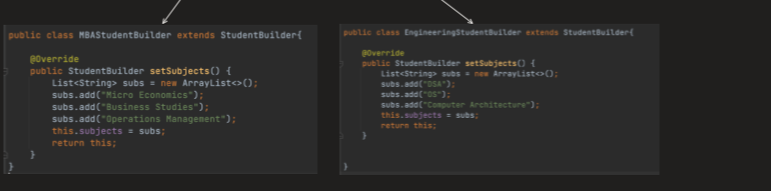 public class MBAStudentBuilder extends StudentBuilder{
@Override
public StudentBuilder setSubjects() {
List<String> subs = new ArrayList<>();
subs.add("Micro Economics");
subs.add("Business Studies");
subs.add("Operations Management");
this.subjects = subs;
return this;
}
}
public class EngineeringStudentBuilder extends StudentBuilder{
@Override
public StudentBuilder setSubjects() {
List<String> subs = new ArrayList<>();
subs.add("DSA");
subs.add("OS");
subs.add("Computer Architecture");
this.subjects = subs;
return this;
}
}